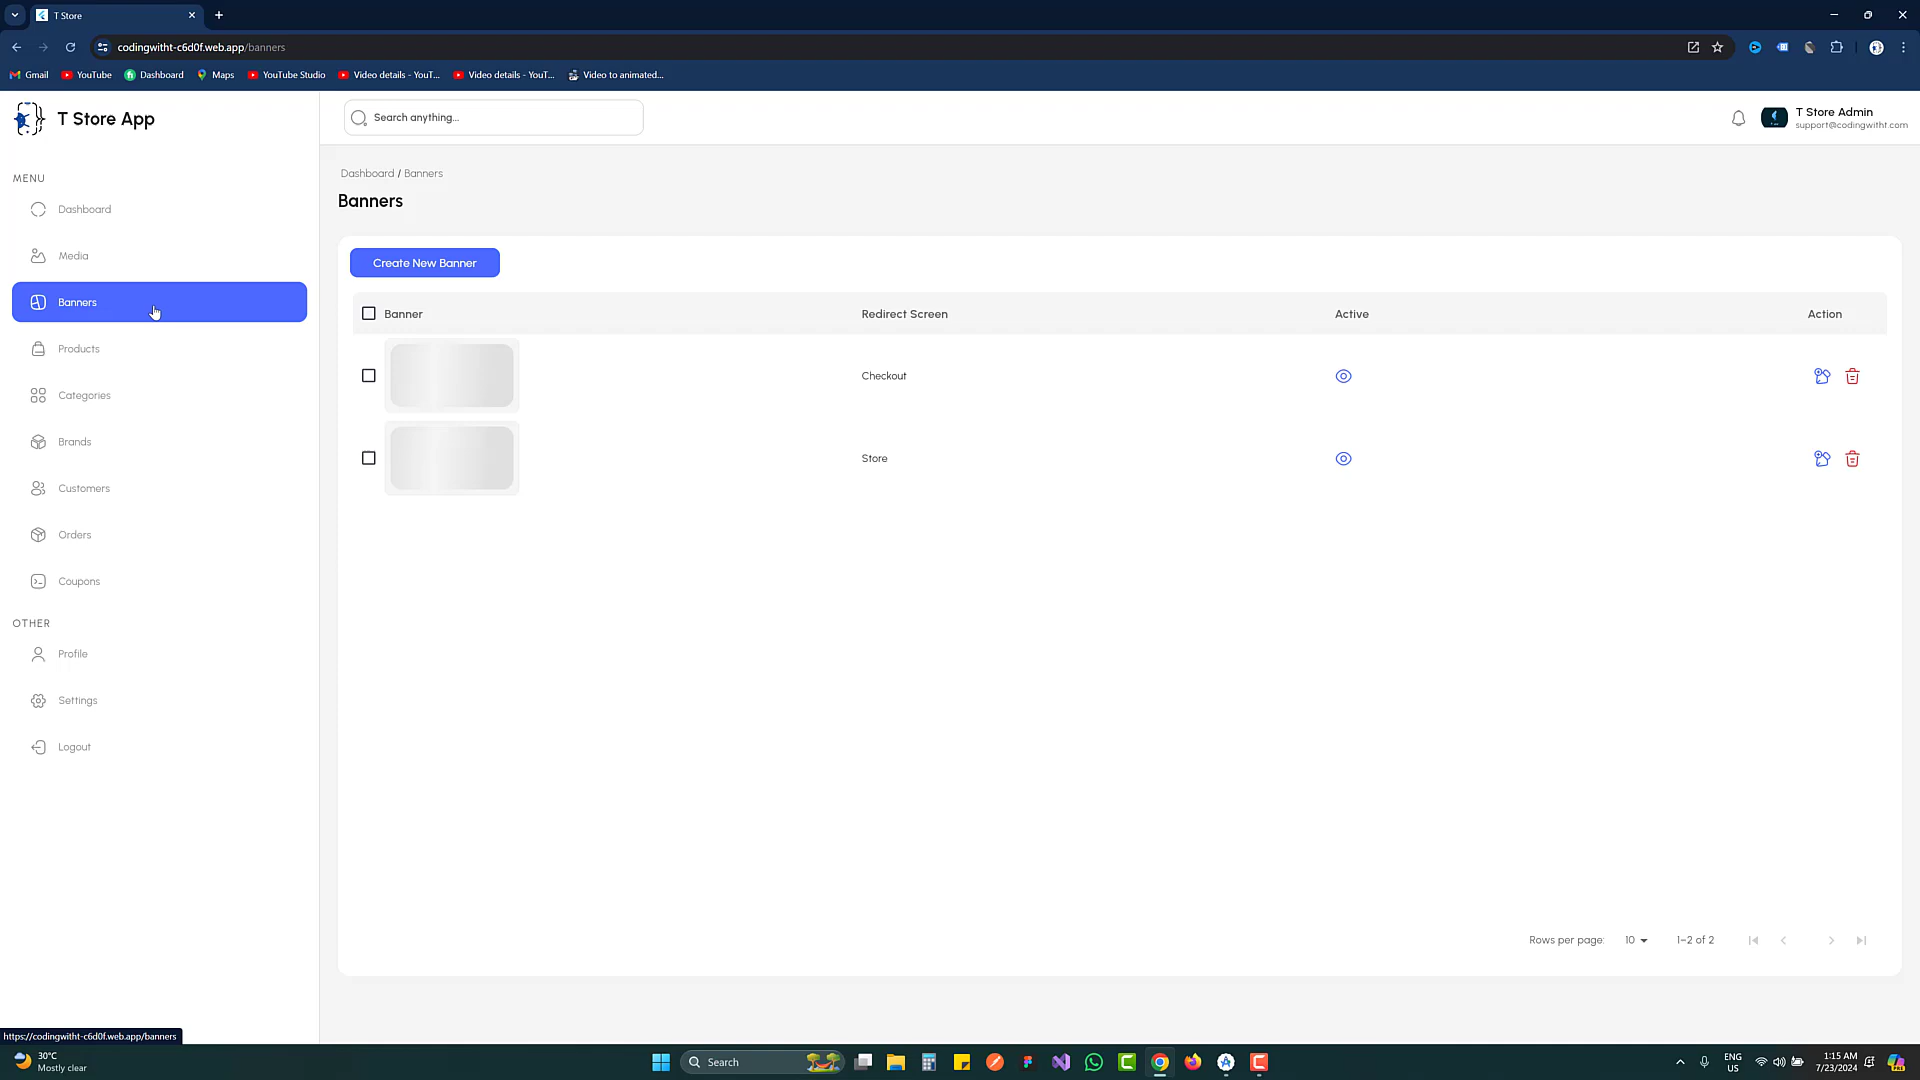 T Store
codingwitht-c6d0f.web.app/banners
Gmail
YouTube
Dashboard
Maps
YouTube Studio
Video details - YouT...
Video details - YouT...
Video to animated...
T Store App
Search anything...
T Store Admin
support@codingwitht.com
MENU
Dashboard
Media
Banners
Products
Categories
Brands
Customers
Orders
Coupons
OTHER
Profile
Settings
Logout
Dashboard / Banners
Banners
Create New Banner
Banner
Redirect Screen
Active
Action
Checkout
Store
Rows per page:
10
1-2 of 2
https://codingwitht-c6d0f.web.app/banners
30°C
Mostly clear
Search
ENG
US
1:15 AM
7/23/2024